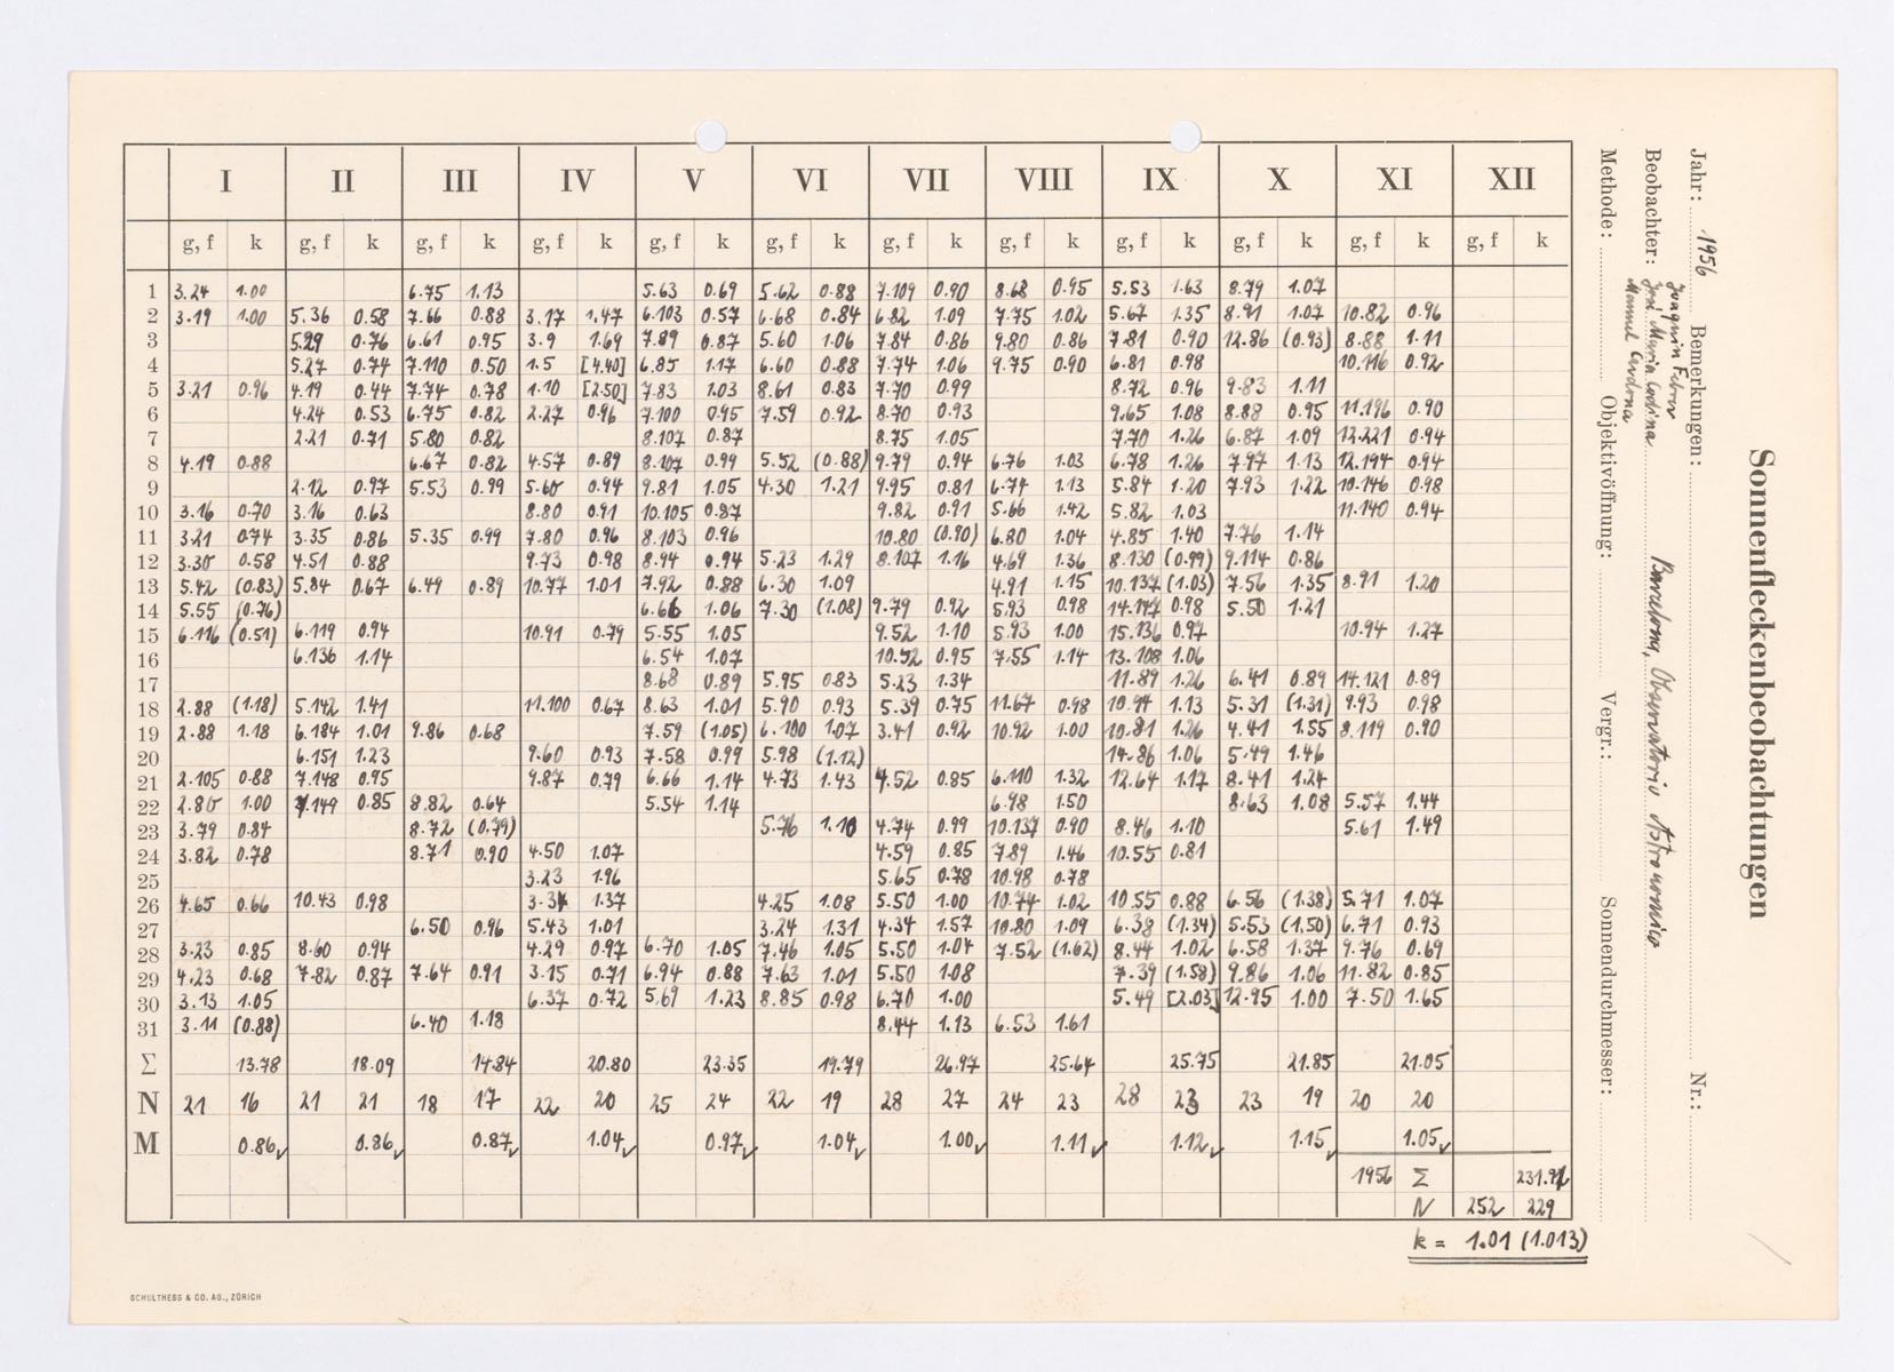 I II III IV V VI VII VIII IX X XI XII
g, f k g, f k g, f k g, f k g, f k g, f k g, f k g, f k g, f k g, f k g, f k g, f k
1 3.24 1.00 6.75 1.13 5.63 0.69 5.62 0.88 7.109 0.90 8.68 0.95 5.53 1.63 8.79 1.07
2 3.19 1.00 5.36 0.58 7.66 0.88 3.17 1.47 6.103 0.57 6.68 0.84 6.82 1.09 7.75 1.02 5.67 1.35 8.91 1.07 10.82 0.96
3 5.29 0.76 6.61 0.95 3.9 1.69 7.89 0.87 5.60 1.06 7.84 0.86 9.80 0.86 7.81 0.90 12.86 (0.93) 8.88 1.11
4 5.27 0.74 7.110 0.50 1.5 [4.40] 6.85 1.17 6.60 0.88 7.74 1.06 9.75 0.90 6.81 0.98 10.116 0.92
5 3.21 0.96 4.19 0.44 7.74 0.78 1.10 [2.50] 7.83 1.03 8.61 0.83 7.70 0.99 8.72 0.96 9.83 1.11
6 4.24 0.53 6.75 0.82 2.27 0.96 7.100 0.95 7.59 0.92 8.70 0.93 9.65 1.08 8.88 0.95 11.196 0.90
7 2.21 0.71 5.80 0.82 8.107 0.87 8.75 1.05 7.70 1.26 6.87 1.09 12.221 0.94
8 4.19 0.88 6.67 0.82 4.57 0.89 8.107 0.99 5.52 (0.88) 9.79 0.94 6.76 1.03 6.78 1.26 7.97 1.13 12.194 0.94
9 2.12 0.97 5.53 0.99 5.60 0.94 9.81 1.05 4.30 1.21 9.95 0.81 6.74 1.13 5.84 1.20 7.93 1.22 10.146 0.98
10 3.16 0.70 3.16 0.63 8.80 0.91 10.105 0.87 9.82 0.91 5.66 1.42 5.82 1.03 11.140 0.94
11 3.21 0.74 3.35 0.86 5.35 0.99 7.80 0.96 8.103 0.96 10.80 (0.90) 6.80 1.04 4.85 1.40 7.76 1.14
12 3.30 0.58 4.51 0.88 9.73 0.98 8.94 0.94 5.23 1.29 8.107 1.16 4.69 1.36 8.130 (0.99) 9.114 0.86
13 5.42 (0.83) 5.84 0.67 6.49 0.89 10.77 1.01 7.92 0.88 6.30 1.09 4.91 1.15 10.137 (1.03) 7.56 1.35 8.91 1.20
14 5.55 (0.76) 6.66 1.06 7.30 (1.08) 9.79 0.92 5.93 0.98 14.147 0.98 5.50 1.21
15 6.116 (0.51) 6.119 0.94 10.91 0.79 5.55 1.05 9.52 1.10 5.93 1.00 15.136 0.97 10.94 1.27
16 6.136 1.14 6.54 1.07 10.52 0.95 7.55 1.14 13.108 1.06
17 8.68 0.89 5.95 0.83 5.23 1.34 11.89 1.26 6.41 0.89 14.121 0.89
18 2.88 (1.18) 5.142 1.41 11.100 0.67 8.63 1.01 5.90 0.93 5.39 0.75 11.67 0.98 10.94 1.13 5.31 (1.31) 9.93 0.98
19 2.88 1.18 6.184 1.01 9.86 0.68 7.59 (1.05) 6.100 1.07 3.41 0.92 10.92 1.00 10.81 1.26 4.41 1.55 8.119 0.90
20 6.151 1.23 9.60 0.93 7.58 0.99 5.98 (1.12) 14.86 1.06 5.49 1.46
21 2.105 0.88 7.148 0.95 9.87 0.79 6.66 1.14 4.73 1.43 4.52 0.85 6.110 1.32 12.64 1.17 8.41 1.24
22 2.80 1.00 7.149 0.85 8.82 0.64 5.54 1.14 6.98 1.50 8.63 1.08 5.57 1.44
23 3.79 0.84 8.72 (0.79) 5.76 1.10 4.74 0.99 10.137 0.90 8.46 1.10 5.61 1.49
24 3.82 0.78 8.71 0.90 4.50 1.07 4.59 0.85 7.89 1.46 10.55 0.81
25 3.23 1.96 5.65 0.78 10.98 0.78
26 4.65 0.66 10.43 0.98 3.34 1.37 4.25 1.08 5.50 1.00 10.74 1.02 10.55 0.88 6.56 (1.38) 5.71 1.07
27 6.50 0.96 5.43 1.01 3.24 1.31 4.34 1.57 10.80 1.09 6.38 (1.34) 5.53 (1.50) 6.71 0.93
28 3.23 0.85 8.60 0.94 4.29 0.97 6.70 1.05 7.46 1.05 5.50 1.04 7.52 (1.62) 8.44 1.02 6.58 1.37 9.76 0.69
29 4.23 0.68 7.82 0.87 7.64 0.91 3.15 0.71 6.94 0.88 7.63 1.01 5.50 1.08 7.39 (1.58) 9.86 1.06 11.82 0.85
30 3.13 1.05 6.37 0.72 5.61 1.23 8.85 0.98 6.70 1.00 5.49 [2.03] 12.95 1.00 7.50 1.65
31 3.11 (0.88) 6.40 1.18 8.44 1.13 6.53 1.61
Σ 13.78 18.09 14.84 20.80 23.35 19.79 26.97 25.64 25.75 21.85 21.05
N 21 16 21 21 18 17 22 20 25 24 22 19 28 27 24 23 28 23 23 19 20 20
M 0.86 0.86 0.87 1.04 0.97 1.04 1.00 1.11 1.12 1.15 1.05
1956 Σ 231.91
N 252 229
k = 1.01 (1.013)
SCHULTHESS & CO. AG., ZÜRICH
Sonnenfleckenbeobachtungen
Jahr: 1956 Bemerkungen: Nr.:
Joaquin Febrer
Beobachter: José Maria Codina Barcelona, Observatorio Astronomico
Manuel Cardona
Methode: Objektivöffnung: Vergr.: Sonnendurchmesser: